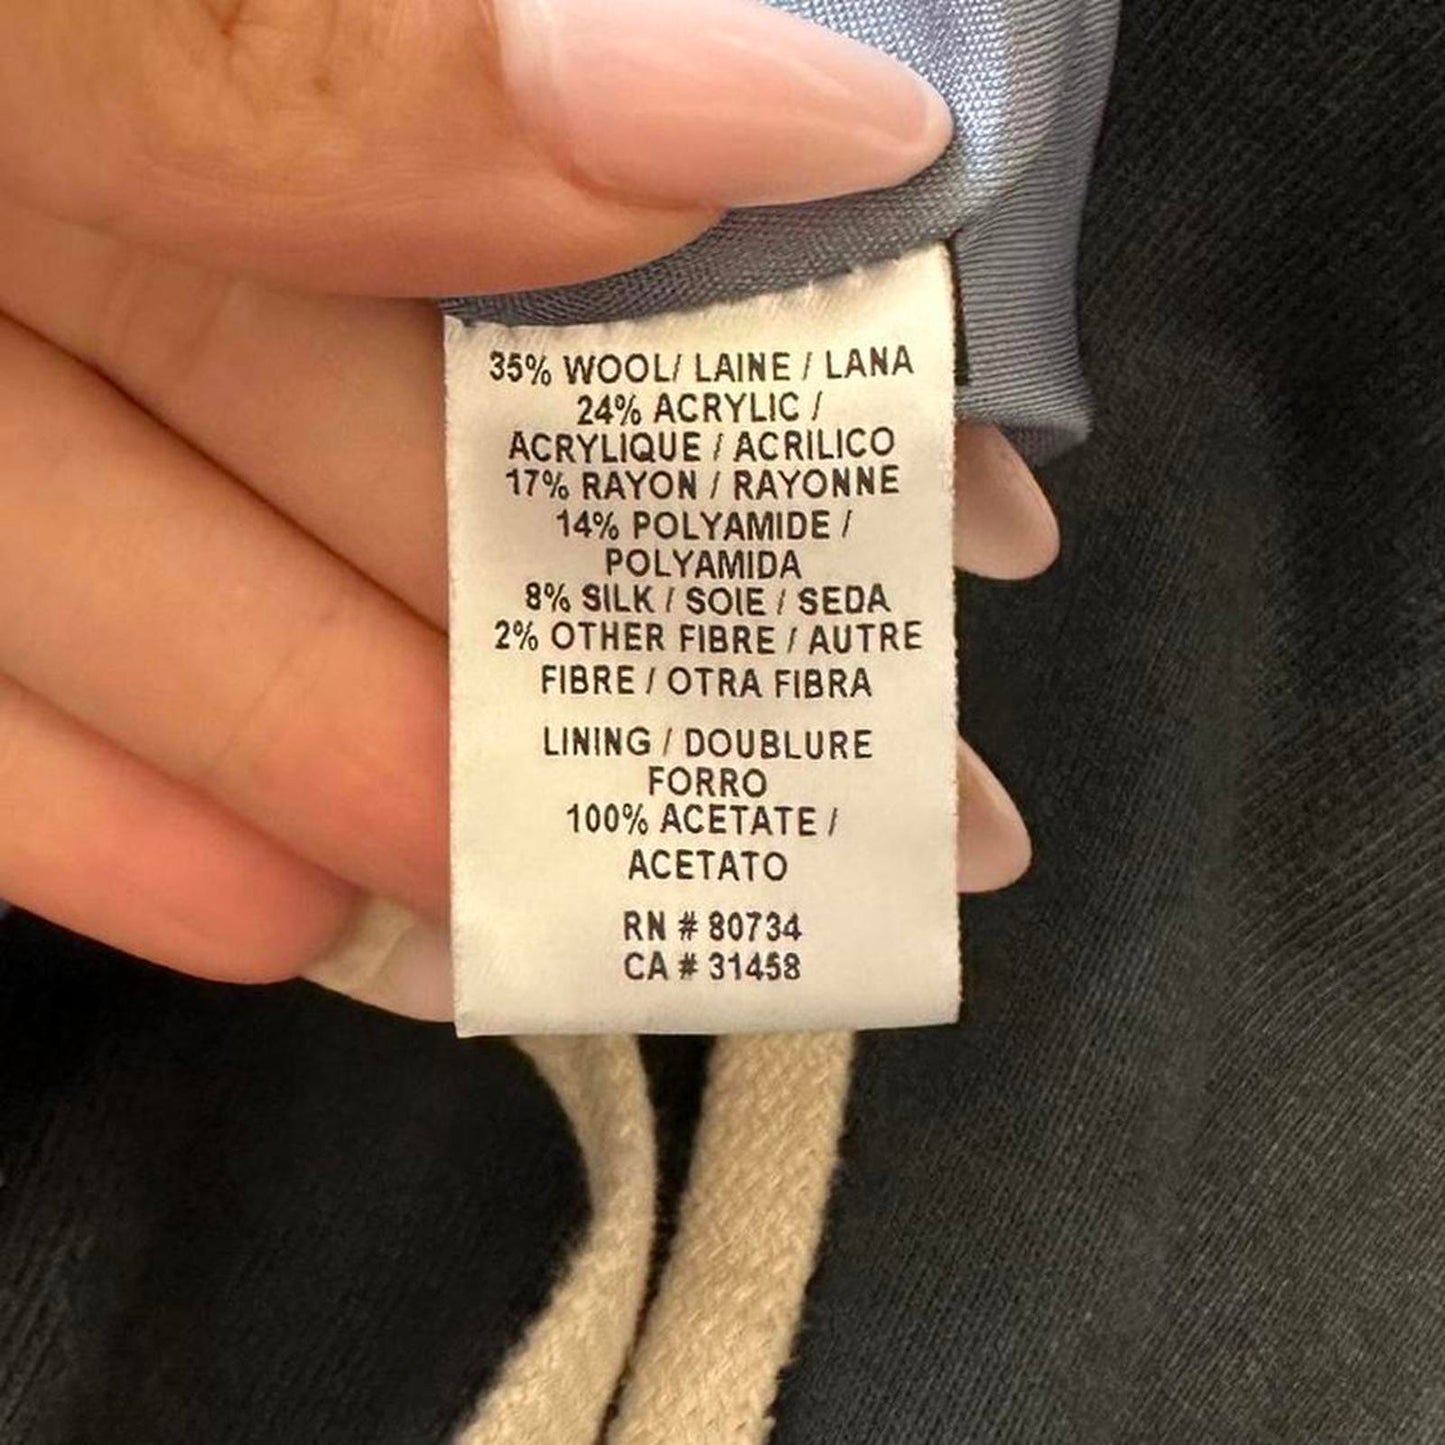 35% WOOL/ LAINE / LANA
24% ACRYLIC /
ACRYLIQUE / ACRILICO
17% RAYON / RAYONNE
14% POLYAMIDE /
POLYAMIDA
8% SILK / SOIE / SEDA
2% OTHER FIBRE / AUTRE
FIBRE / OTRA FIBRA
LINING / DOUBLURE
FORRO
100% ACETATE /
ACETATO
RN # 80734
CA # 31458